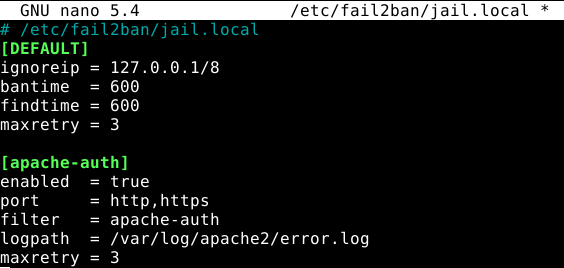 GNU nano 5.4 /etc/fail2ban/jail.local *
# /etc/fail2ban/jail.local
[DEFAULT]
ignoreip = 127.0.0.1/8
bantime  = 600
findtime = 600
maxretry = 3

[apache-auth]
enabled  = true
port     = http,https
filter   = apache-auth
logpath  = /var/log/apache2/error.log
maxretry = 3